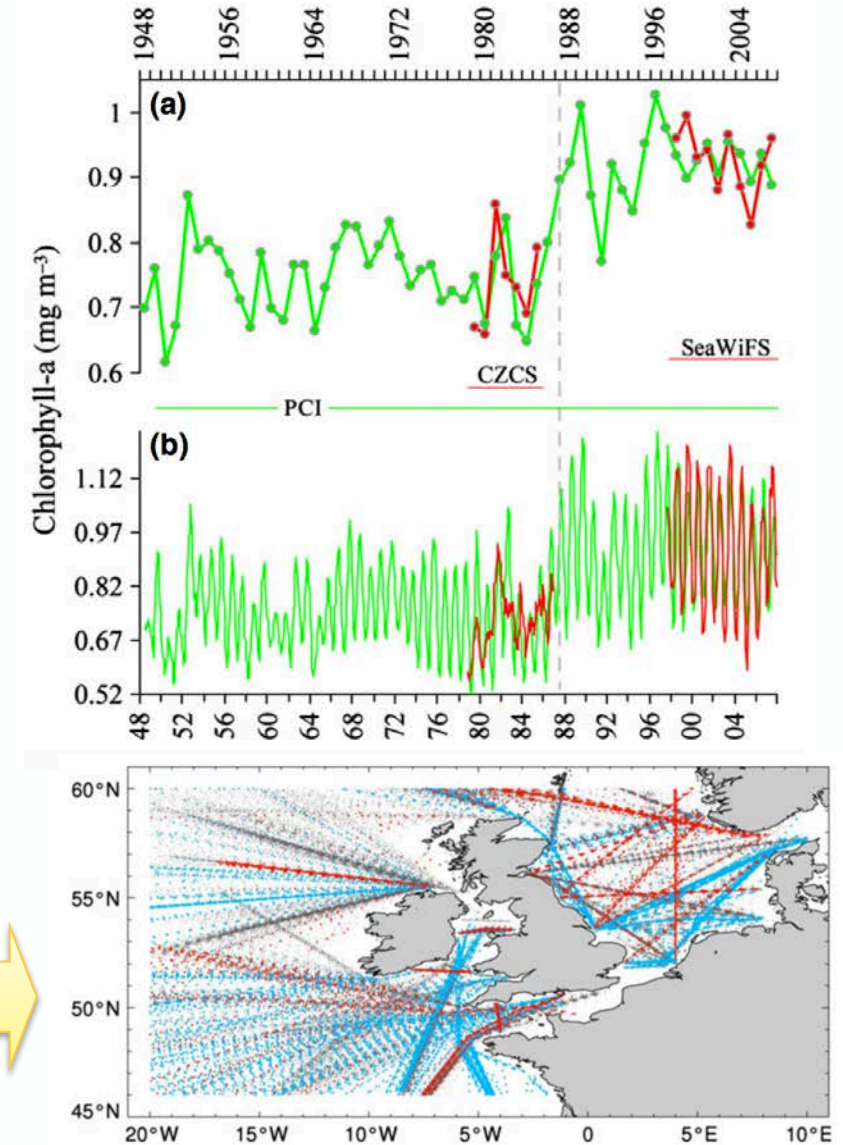 1948 1956 1964 1972 1980 1988 1996 2004
(a)
1
0.9
0.8
0.7
0.6
SeaWiFS
CZCS
PCI
Chlorophyll-a (mg m⁻³)
(b)
1.12
0.97
0.82
0.67
0.52
48 52 56 60 64 68 72 76 80 84 88 92 96 00 04
60°N
55°N
50°N
45°N
20°W 15°W 10°W 5°W 0 5°E 10°E